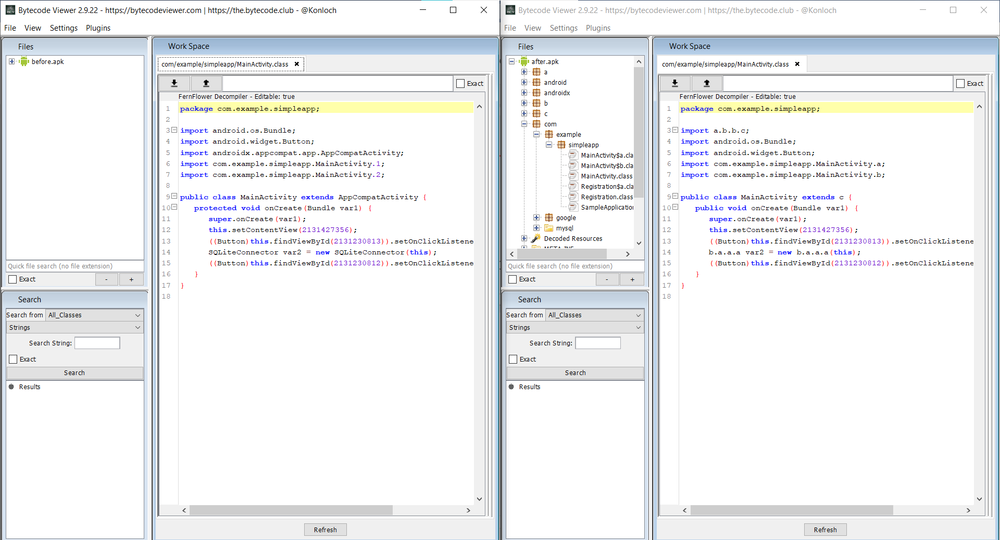 Bytecode Viewer 2.9.22 - https://bytecodeviewer.com | https://the.bytecode.club - @Konloch
File View Settings Plugins
Files
before.apk
Quick file search (no file extension)
Exact - +
Search
Search from All_Classes
Strings
Search String:
Exact
Search
Results
Work Space
com/example/simpleapp/MainActivity.class
Exact
FernFlower Decompiler - Editable: true
1 package com.example.simpleapp;
2
3 import android.os.Bundle;
4 import android.widget.Button;
5 import androidx.appcompat.app.AppCompatActivity;
6 import com.example.simpleapp.MainActivity.1;
7 import com.example.simpleapp.MainActivity.2;
8
9 public class MainActivity extends AppCompatActivity {
10 protected void onCreate(Bundle var1) {
11 super.onCreate(var1);
12 this.setContentView(2131427356);
13 ((Button)this.findViewById(2131230813)).setOnClickListene
14 SQLiteConnector var2 = new SQLiteConnector(this);
15 ((Button)this.findViewById(2131230812)).setOnClickListene
16 }
17 }
18
Refresh
Bytecode Viewer 2.9.22 - https://bytecodeviewer.com | https://the.bytecode.club - @Konloch
File View Settings Plugins
Files
after.apk
a
android
androidx
b
c
com
example
simpleapp
MainActivity$a.cla
MainActivity$b.cla
MainActivity.class
Registration$a.cla
Registration.class
SampleApplication
google
mysql
Decoded Resources
META-INF
Quick file search (no file extension)
Exact - +
Search
Search from All_Classes
Strings
Search String:
Exact
Search
Results
Work Space
com/example/simpleapp/MainActivity.class
Exact
FernFlower Decompiler - Editable: true
1 package com.example.simpleapp;
2
3 import a.b.b.c;
4 import android.os.Bundle;
5 import android.widget.Button;
6 import com.example.simpleapp.MainActivity.a;
7 import com.example.simpleapp.MainActivity.b;
8
9 public class MainActivity extends c {
10 public void onCreate(Bundle var1) {
11 super.onCreate(var1);
12 this.setContentView(2131427356);
13 ((Button)this.findViewById(2131230813)).setOnClickListene
14 b.a.a.a var2 = new b.a.a.a(this);
15 ((Button)this.findViewById(2131230812)).setOnClickListene
16 }
17 }
18
Refresh